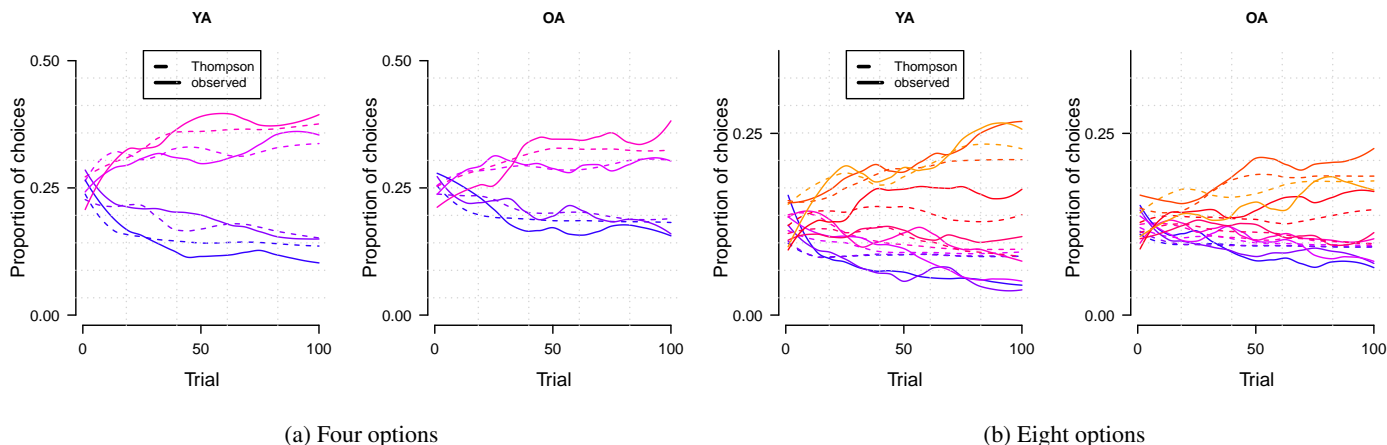 YA
Proportion of choices
0.50
0.25
0.00
0
50
100
Trial
Thompson
observed
OA
Proportion of choices
0.50
0.25
0.00
0
50
100
Trial
YA
Proportion of choices
0.25
0.00
0
50
100
Trial
Thompson
observed
OA
Proportion of choices
0.25
0.00
0
50
100
Trial
(a) Four options
(b) Eight options